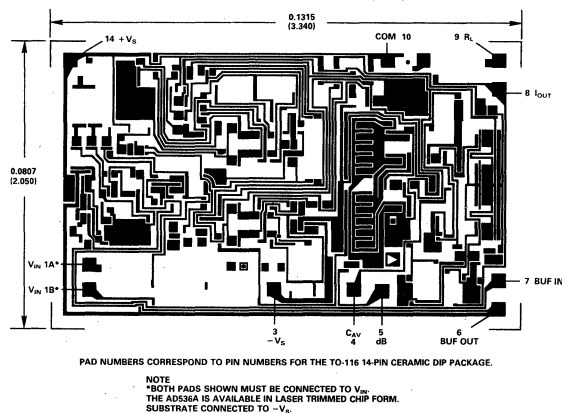 0.1315
(3.340)
14 +VS
COM 10
9 RL
8 IOUT
0.0807
(2.050)
VIN 1A*
VIN 1B*
7 BUF IN
3
−VS
CAV
4
5
dB
6
BUF OUT
PAD NUMBERS CORRESPOND TO PIN NUMBERS FOR THE TO-116 14-PIN CERAMIC DIP PACKAGE.
NOTE
*BOTH PADS SHOWN MUST BE CONNECTED TO VIN.
THE AD536A IS AVAILABLE IN LASER TRIMMED CHIP FORM.
SUBSTRATE CONNECTED TO −VS.